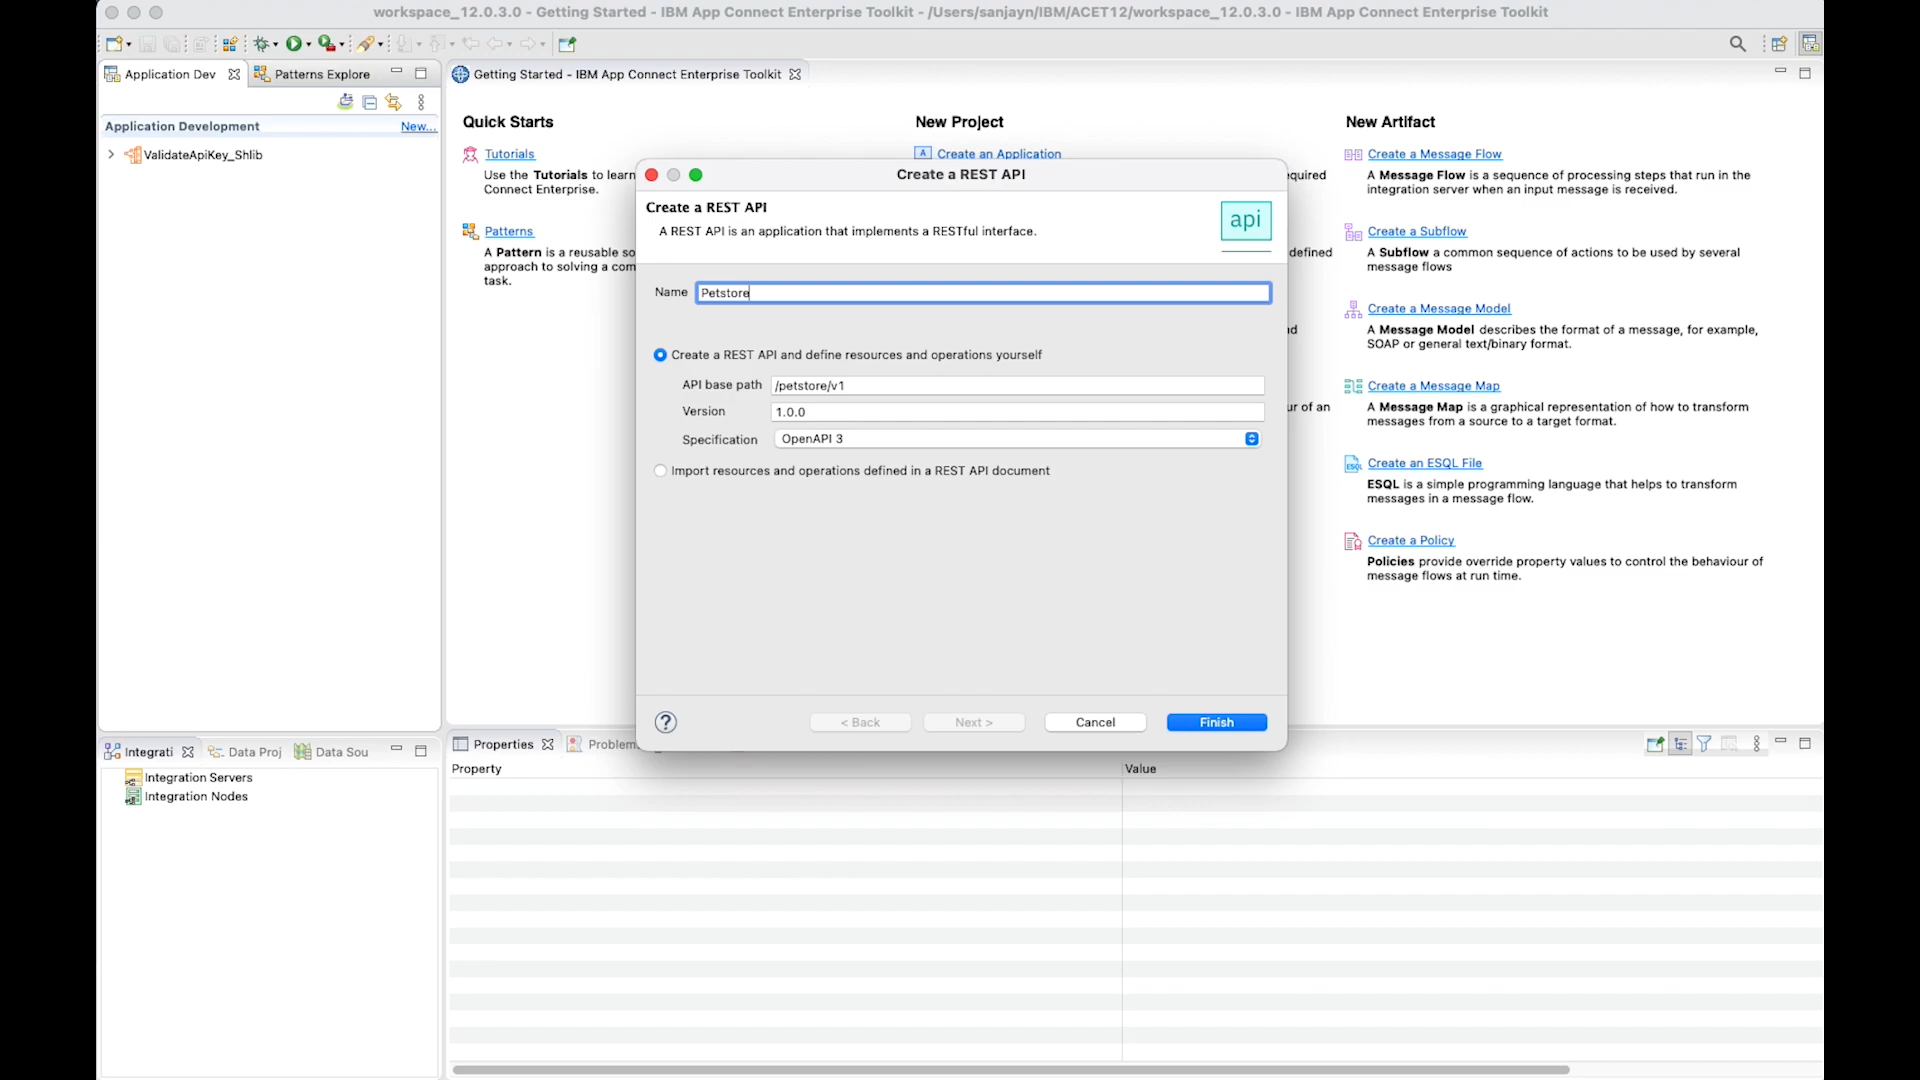 workspace_12.0.3.0 - Getting Started - IBM App Connect Enterprise Toolkit - /Users/sanjayn/IBM/ACET12/workspace_12.0.3.0 - IBM App Connect Enterprise Toolkit
Application Dev
Patterns Explore
Getting Started - IBM App Connect Enterprise Toolkit
Application Development
New...
ValidateApiKey_Shlib
Quick Starts
Tutorials
Use the Tutorials to learn
Connect Enterprise.
Patterns
A Pattern is a reusable so
approach to solving a com
task.
New Project
A
Create an Application
quired
defined
nd
ur of an
New Artifact
Create a Message Flow
A Message Flow is a sequence of processing steps that run in the
integration server when an input message is received.
Create a Subflow
A Subflow a common sequence of actions to be used by several
message flows
Create a Message Model
A Message Model describes the format of a message, for example,
SOAP or general text/binary format.
Create a Message Map
A Message Map is a graphical representation of how to transform
messages from a source to a target format.
ESQL
Create an ESQL File
ESQL is a simple programming language that helps to transform
messages in a message flow.
Create a Policy
Policies provide override property values to control the behaviour of
message flows at run time.
Create a REST API
Create a REST API
A REST API is an application that implements a RESTful interface.
api
Name
Petstore
Create a REST API and define resources and operations yourself
API base path
/petstore/v1
Version
1.0.0
Specification
OpenAPI 3
Import resources and operations defined in a REST API document
?
< Back
Next >
Cancel
Finish
Integrati
Data Proj
Data Sou
Integration Servers
Integration Nodes
Properties
Problem
Property
Value